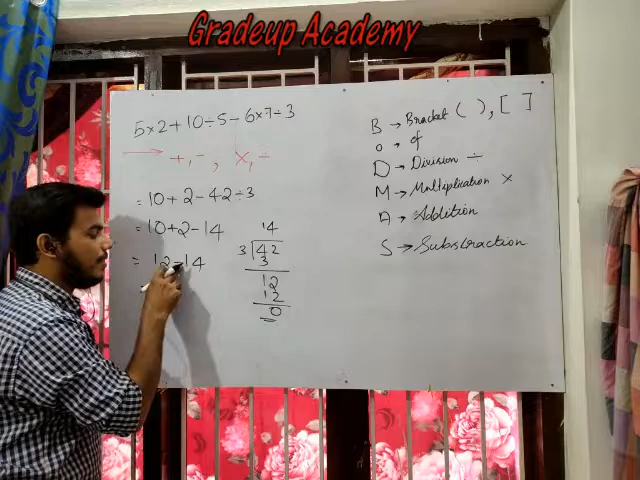 Gradeup Academy
5×2+10÷5-6×7÷3
→ +,-, ×,÷
= 10+2-42÷3
= 10+2-14
= 12-14
14
3 42
3
12
12
0
B → Bracket ( ), [ ]
O → of
D → Division ÷
M → Multiplication ×
A → Addition
S → Substraction